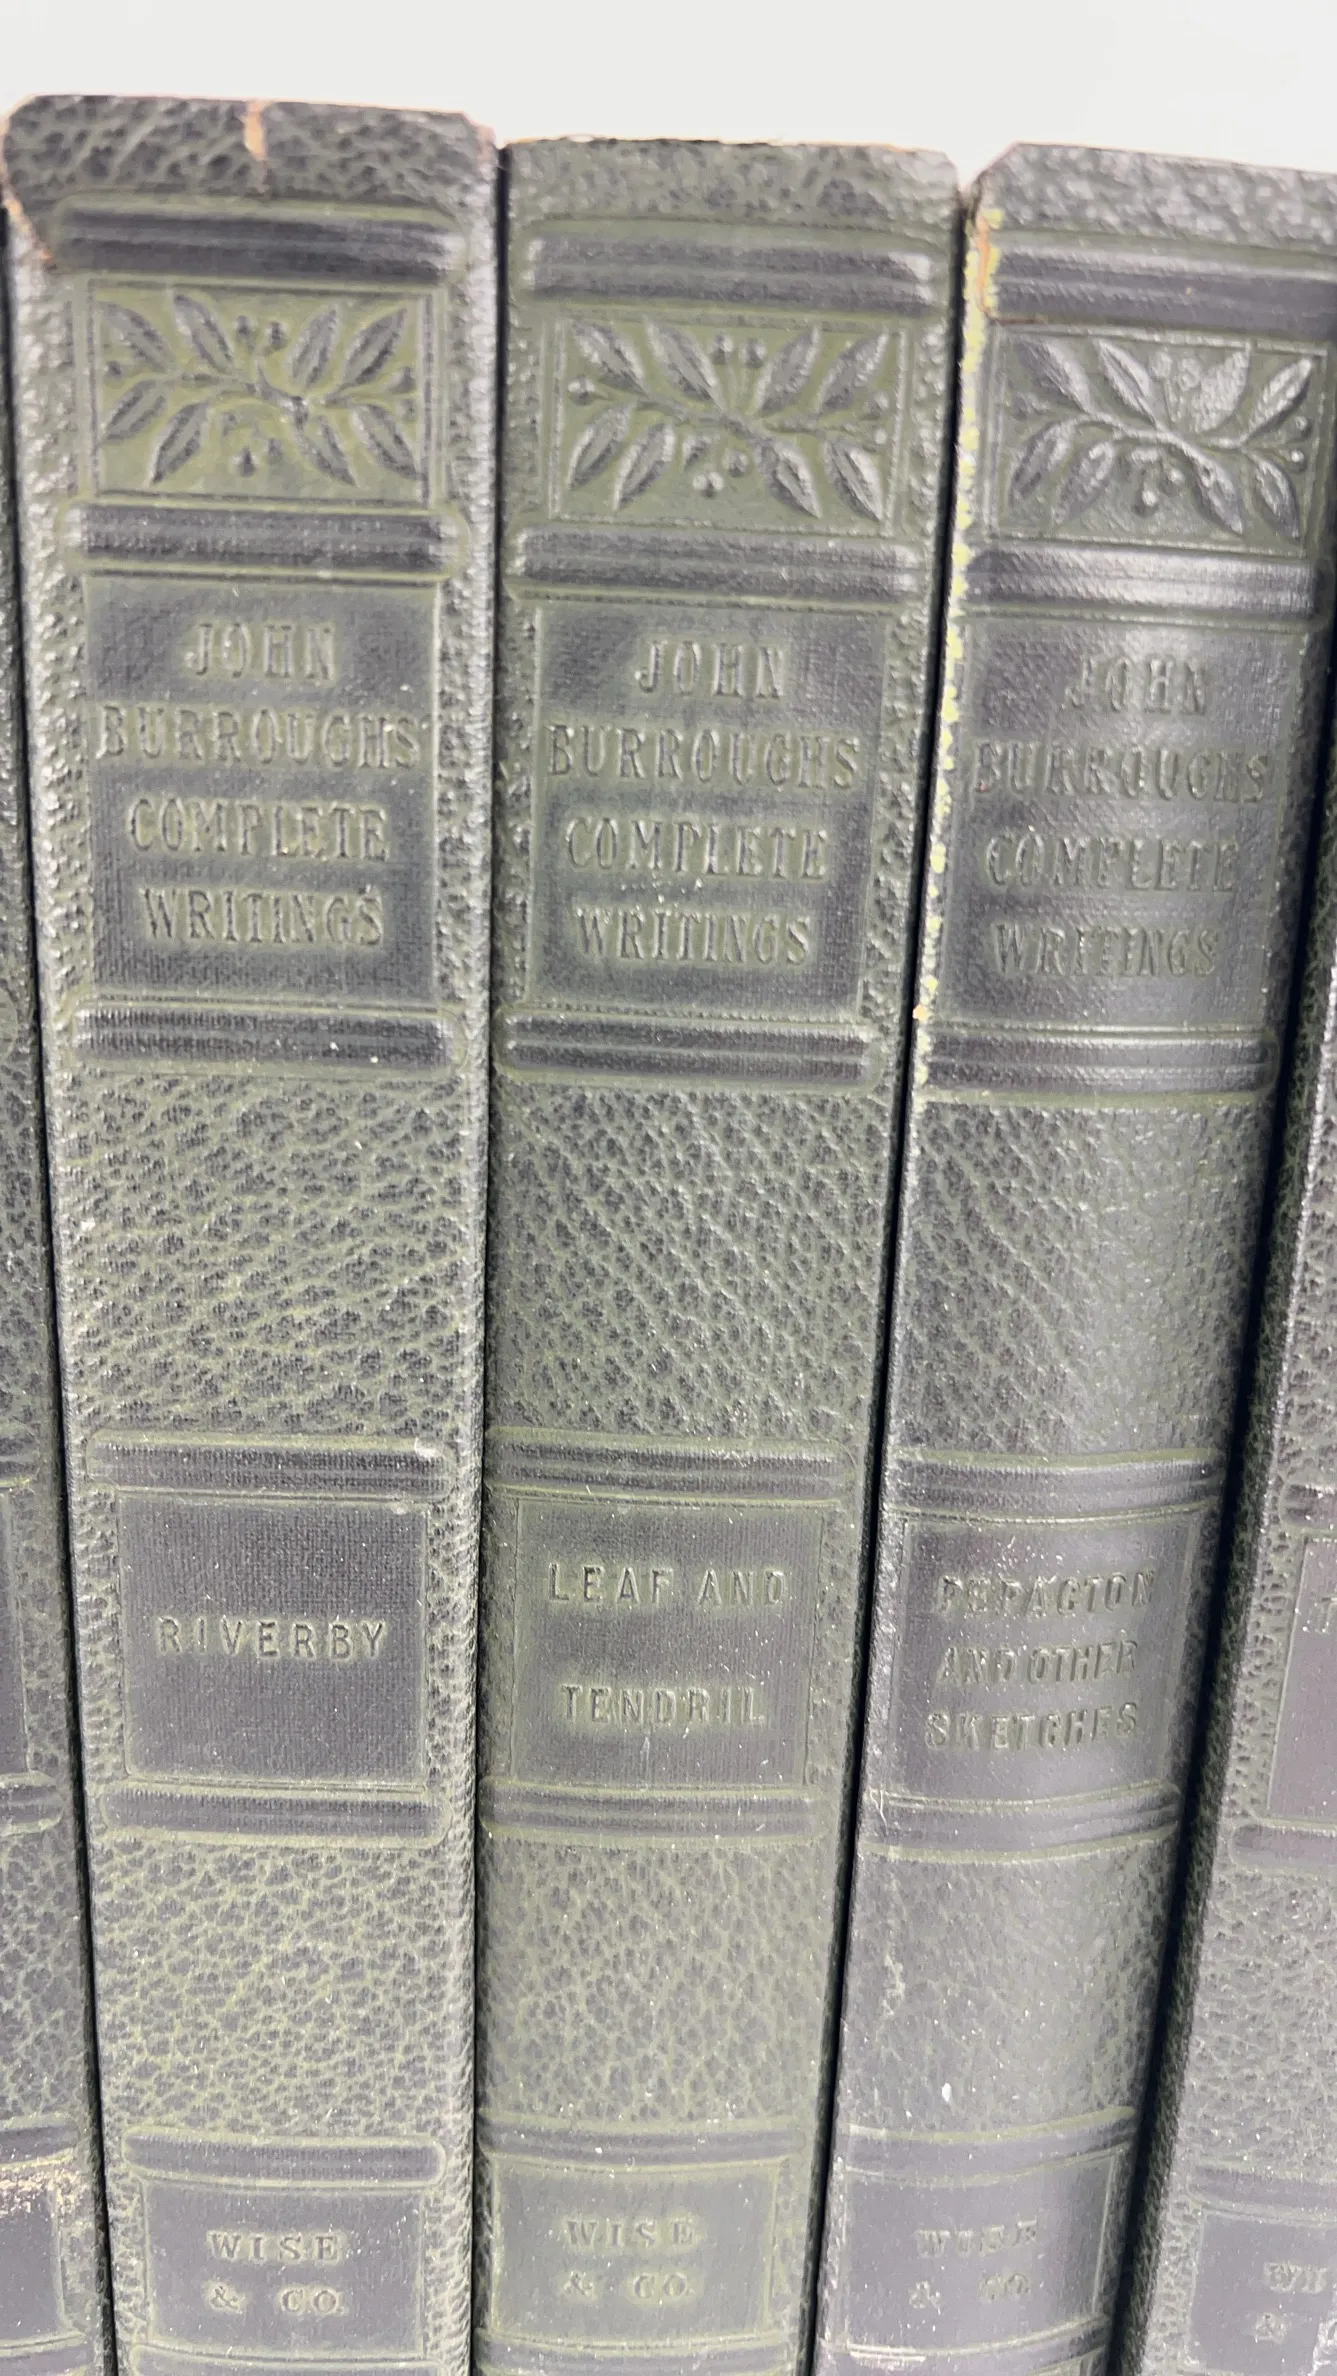 JOHN
BURROUGHS
COMPLETE
WRITINGS
RIVERBY
WISE
& CO.
JOHN
BURROUGHS
COMPLETE
WRITINGS
LEAF AND
TENDRIL
WISE
& CO.
JOHN
BURROUGHS
COMPLETE
WRITINGS
PEPACTON
AND OTHER
SKETCHES
WISE
& CO.
WI
&